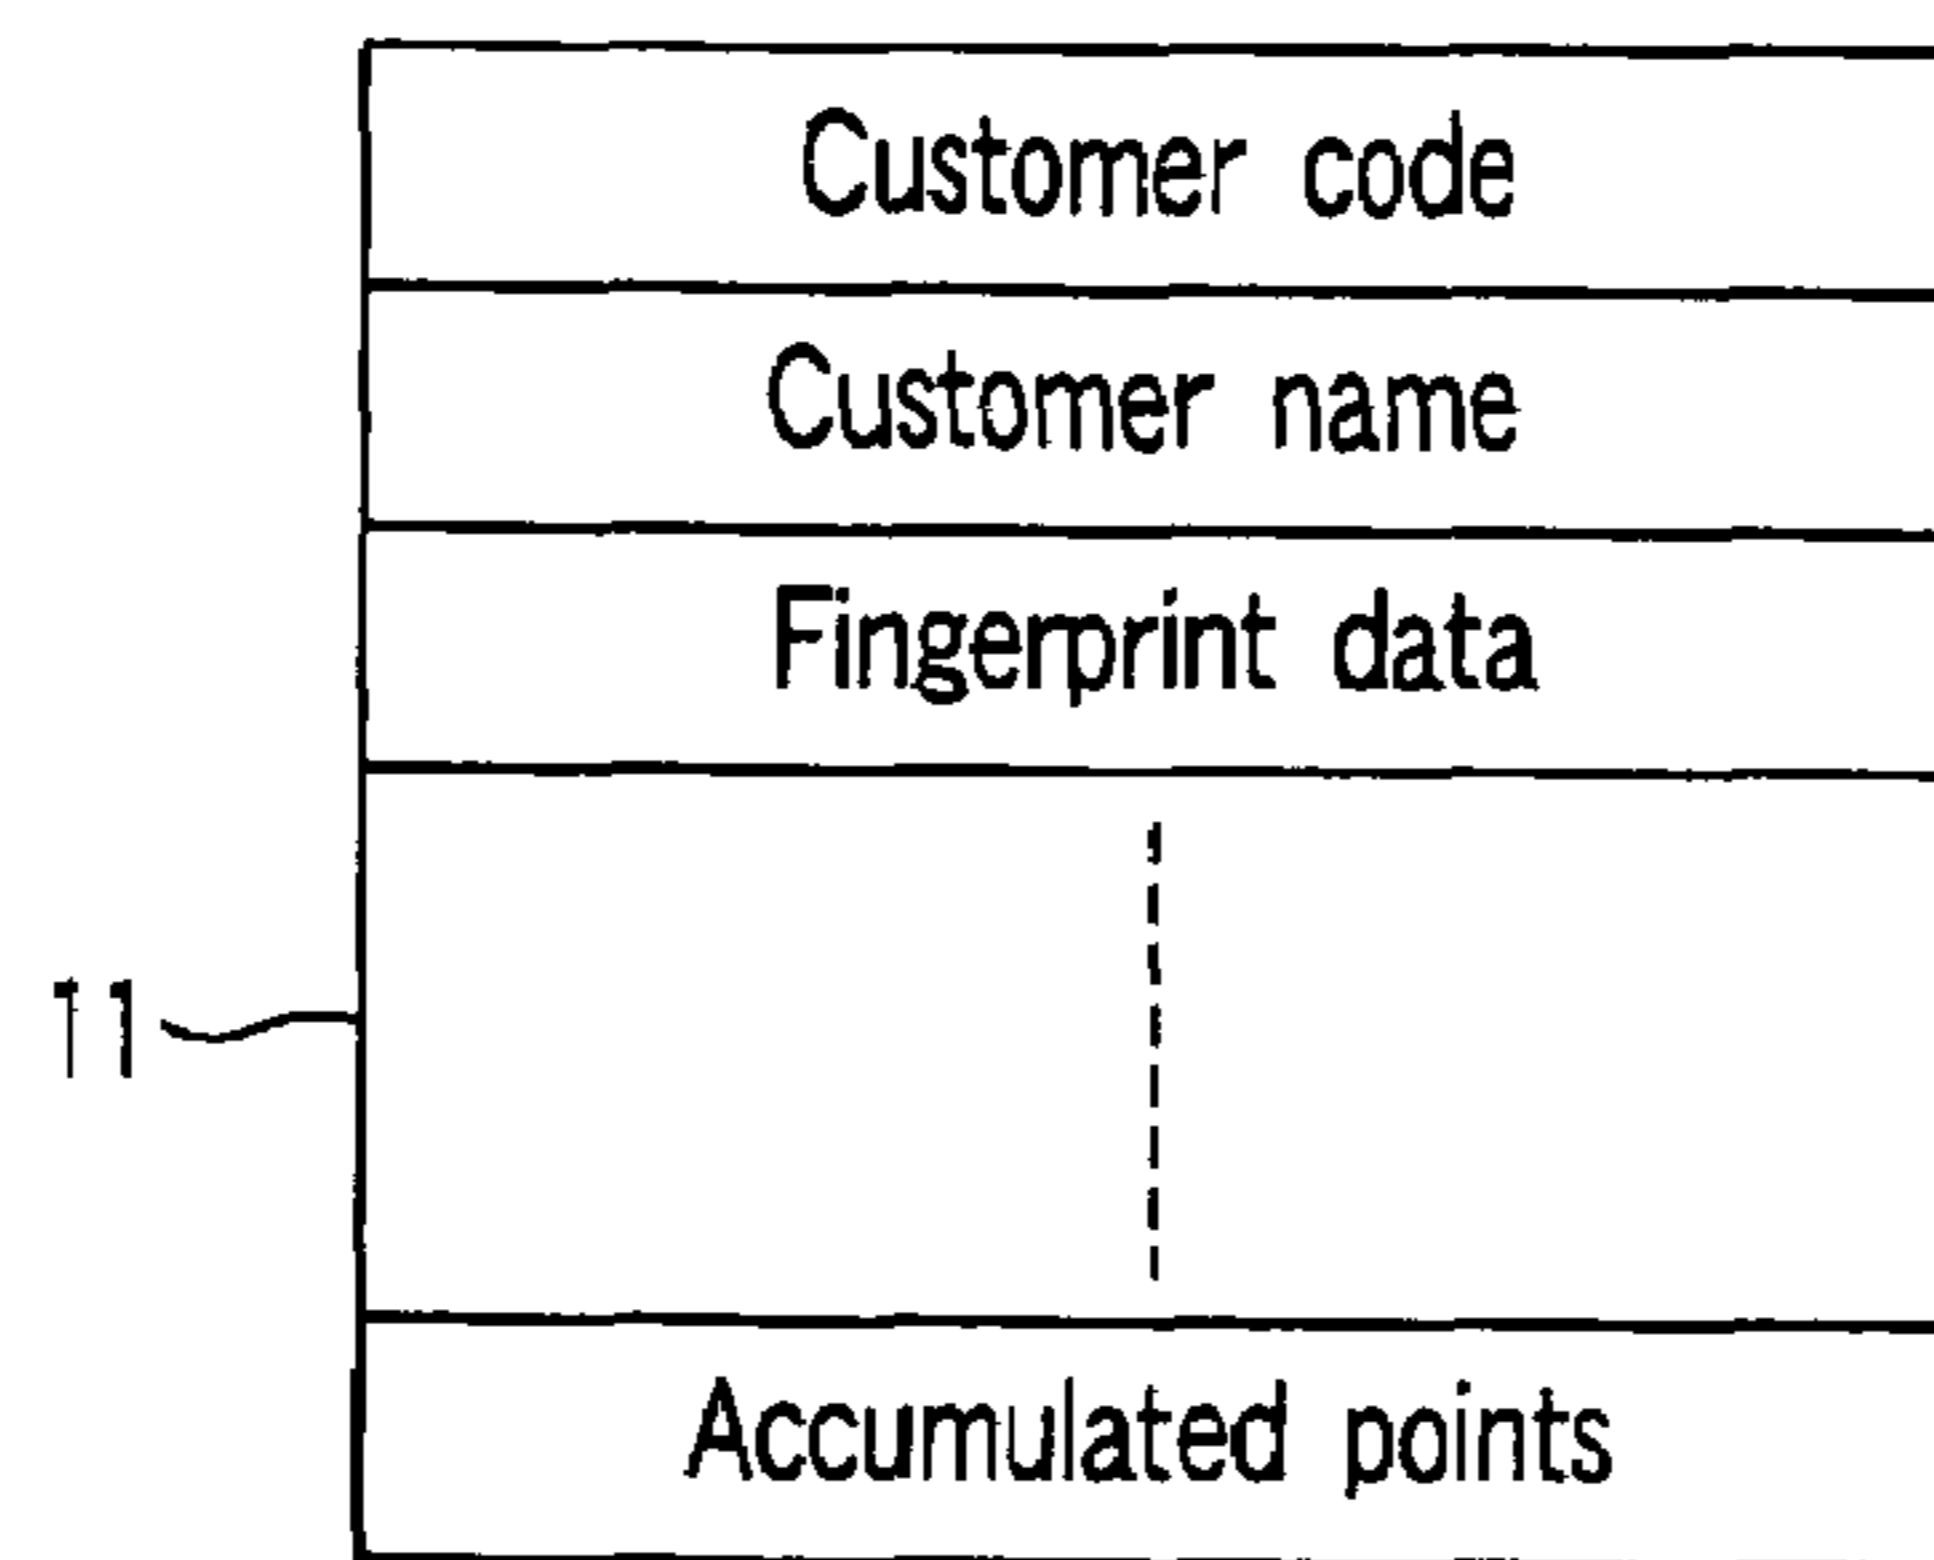 Customer code
Customer name
Fingerprint data
11
Accumulated points